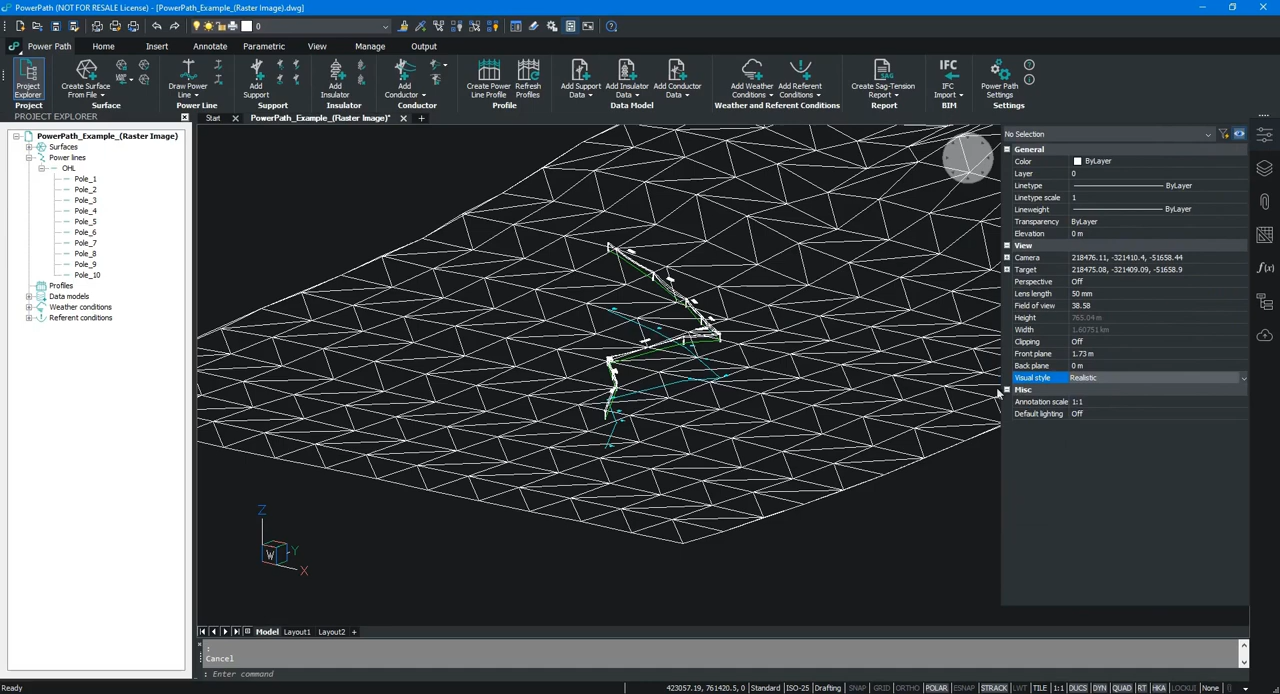 PowerPath (NOT FOR RESALE License) - [PowerPath_Example_(Raster Image).dwg]
0
Power Path Home Insert Annotate Parametric View Manage Output
Project Explorer
Create Surface From File
Draw Power Line
Add Support
Add Insulator
Add Conductor
Create Power Line Profile
Refresh Profiles
Add Support Data
Add Insulator Data
Add Conductor Data
Add Weather Conditions
Add Referent Conditions
Create Sag-Tension Report
IFC Import
Power Path Settings
Project Surface Power Line Support Insulator Conductor Profile Data Model Weather and Referent Conditions Report BIM Settings
PROJECT EXPLORER
Start
PowerPath_Example_(Raster Image)*
PowerPath_Example_(Raster Image)
Surfaces
Power lines
OHL
Pole_1
Pole_2
Pole_3
Pole_4
Pole_5
Pole_6
Pole_7
Pole_8
Pole_9
Pole_10
Profiles
Data models
Weather conditions
Referent conditions
Z
Y
W
X
No Selection
General
Color ByLayer
Layer 0
Linetype ByLayer
Linetype scale 1
Lineweight ByLayer
Transparency ByLayer
Elevation 0 m
View
Camera 218476.11, -321410.4, -51658.44
Target 218475.08, -321409.09, -51658.9
Perspective Off
Lens length 50 mm
Field of view 38.58
Height 765.04 m
Width 1.60751 km
Clipping Off
Front plane 1.73 m
Back plane 0 m
Visual style Realistic
Misc
Annotation scale 1:1
Default lighting Off
Model Layout1 Layout2
:
Cancel
: Enter command
Ready
423057.19, 761420.5, 0 Standard ISO-25 Drafting SNAP GRID ORTHO POLAR ESNAP STRACK LWT TILE 1:1 DUCS DYN QUAD RT HKA LOCKUI None